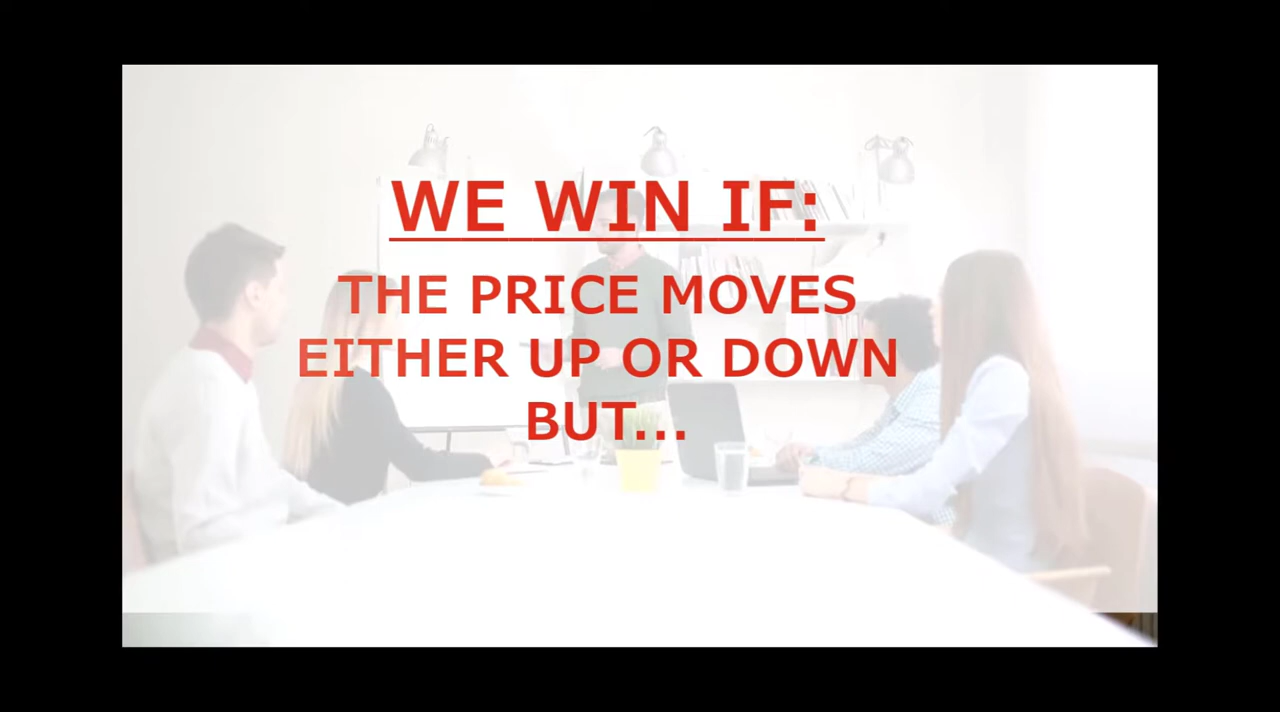 WE WIN IF:
THE PRICE MOVES
EITHER UP OR DOWN
BUT...